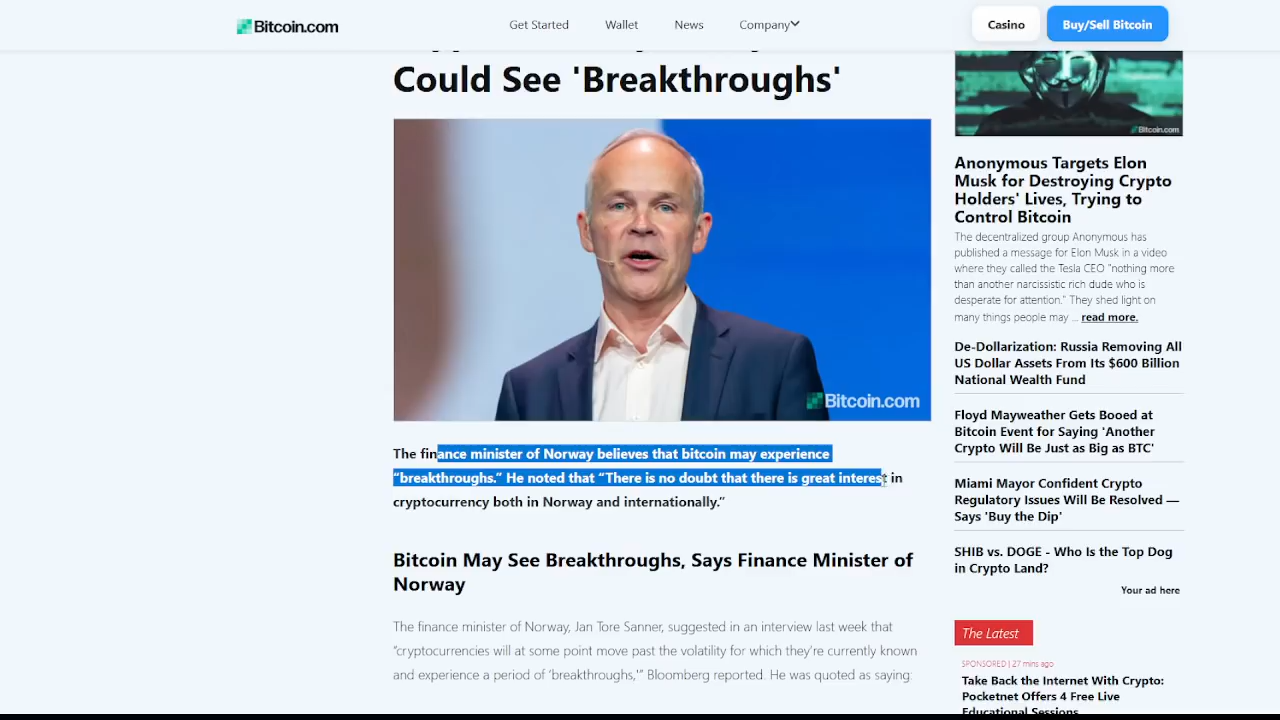 Bitcoin.com
Get Started
Wallet
News
Company
Casino
Buy/Sell Bitcoin
Could See 'Breakthroughs'
Bitcoin.com
The finance minister of Norway believes that bitcoin may experience
“breakthroughs.” He noted that “There is no doubt that there is great interest in
cryptocurrency both in Norway and internationally.”
Bitcoin May See Breakthroughs, Says Finance Minister of
Norway
The finance minister of Norway, Jan Tore Sanner, suggested in an interview last week that
“cryptocurrencies will at some point move past the volatility for which they’re currently known
and experience a period of ‘breakthroughs,’” Bloomberg reported. He was quoted as saying:
Bitcoin.com
Anonymous Targets Elon
Musk for Destroying Crypto
Holders' Lives, Trying to
Control Bitcoin
The decentralized group Anonymous has
published a message for Elon Musk in a video
where they called the Tesla CEO "nothing more
than another narcissistic rich dude who is
desperate for attention." They shed light on
many things people may ... read more.
De-Dollarization: Russia Removing All
US Dollar Assets From Its $600 Billion
National Wealth Fund
Floyd Mayweather Gets Booed at
Bitcoin Event for Saying 'Another
Crypto Will Be Just as Big as BTC'
Miami Mayor Confident Crypto
Regulatory Issues Will Be Resolved —
Says 'Buy the Dip'
SHIB vs. DOGE - Who Is the Top Dog
in Crypto Land?
Your ad here
The Latest
SPONSORED | 27 mins ago
Take Back the Internet With Crypto:
Pocketnet Offers 4 Free Live
Educational Sessions